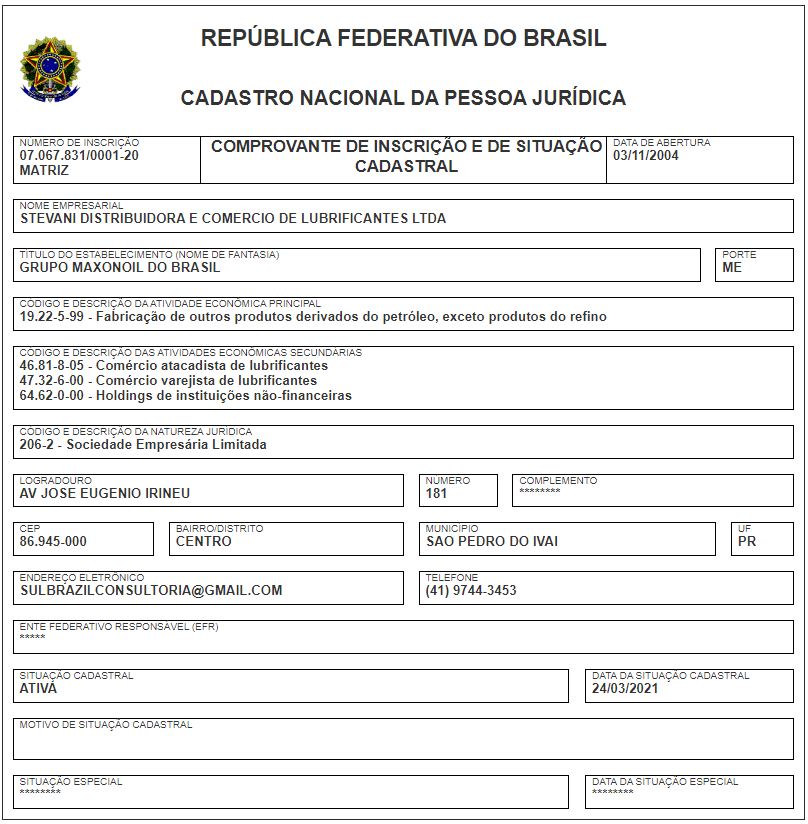 REPÚBLICA FEDERATIVA DO BRASIL
CADASTRO NACIONAL DA PESSOA JURÍDICA
NÚMERO DE INSCRIÇÃO
07.067.831/0001-20
MATRIZ
COMPROVANTE DE INSCRIÇÃO E DE SITUAÇÃO
CADASTRAL
DATA DE ABERTURA
03/11/2004
NOME EMPRESARIAL
STEVANI DISTRIBUIDORA E COMERCIO DE LUBRIFICANTES LTDA
TÍTULO DO ESTABELECIMENTO (NOME DE FANTASIA)
GRUPO MAXONOIL DO BRASIL
PORTE
ME
CÓDIGO E DESCRIÇÃO DA ATIVIDADE ECONÔMICA PRINCIPAL
19.22-5-99 - Fabricação de outros produtos derivados do petróleo, exceto produtos do refino
CÓDIGO E DESCRIÇÃO DAS ATIVIDADES ECONÔMICAS SECUNDÁRIAS
46.81-8-05 - Comércio atacadista de lubrificantes
47.32-6-00 - Comércio varejista de lubrificantes
64.62-0-00 - Holdings de instituições não-financeiras
CÓDIGO E DESCRIÇÃO DA NATUREZA JURÍDICA
206-2 - Sociedade Empresária Limitada
LOGRADOURO
AV JOSE EUGENIO IRINEU
NÚMERO
181
COMPLEMENTO
********
CEP
86.945-000
BAIRRO/DISTRITO
CENTRO
MUNICÍPIO
SAO PEDRO DO IVAI
UF
PR
ENDEREÇO ELETRÔNICO
SULBRAZILCONSULTORIA@GMAIL.COM
TELEFONE
(41) 9744-3453
ENTE FEDERATIVO RESPONSÁVEL (EFR)
*****
SITUAÇÃO CADASTRAL
ATIVA
DATA DA SITUAÇÃO CADASTRAL
24/03/2021
MOTIVO DE SITUAÇÃO CADASTRAL
SITUAÇÃO ESPECIAL
********
DATA DA SITUAÇÃO ESPECIAL
********